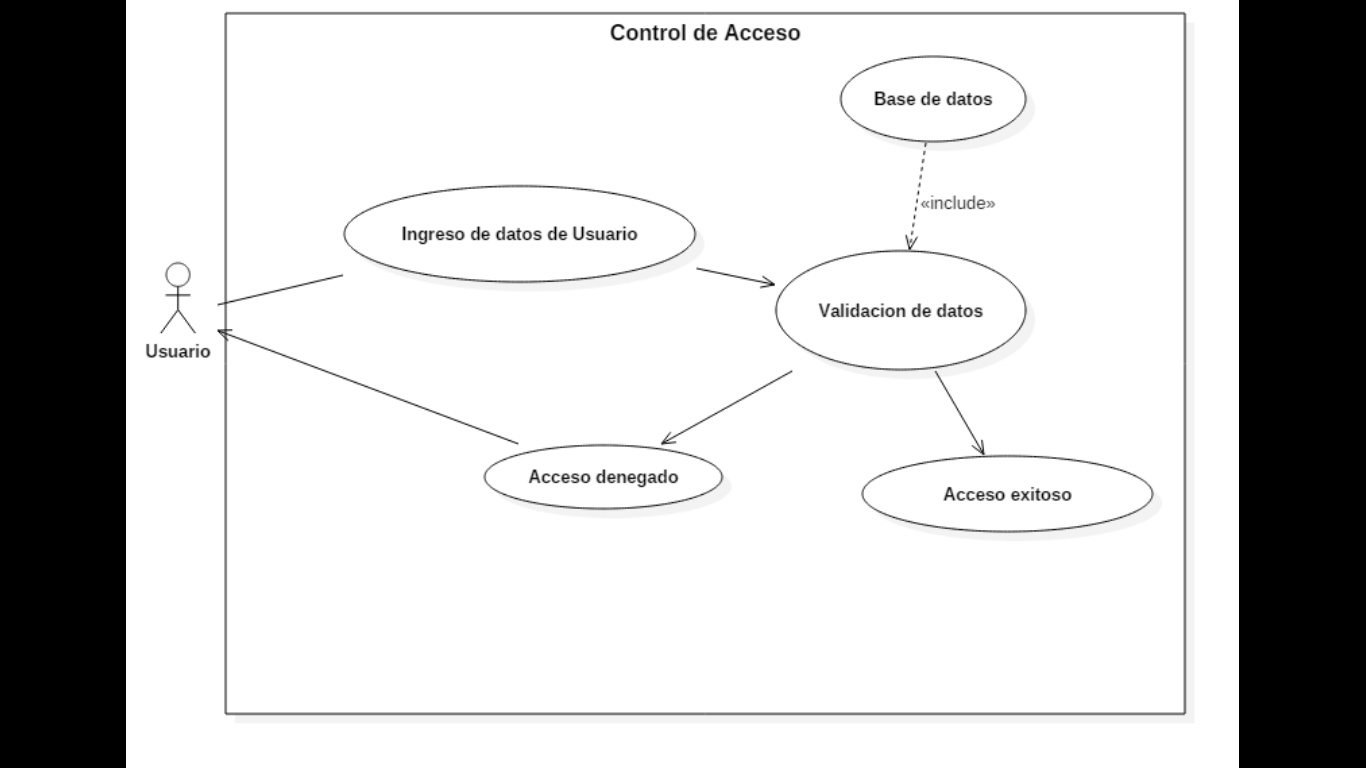 Control de Acceso
Base de datos
«include»
Ingreso de datos de Usuario
Validacion de datos
Usuario
Acceso denegado
Acceso exitoso